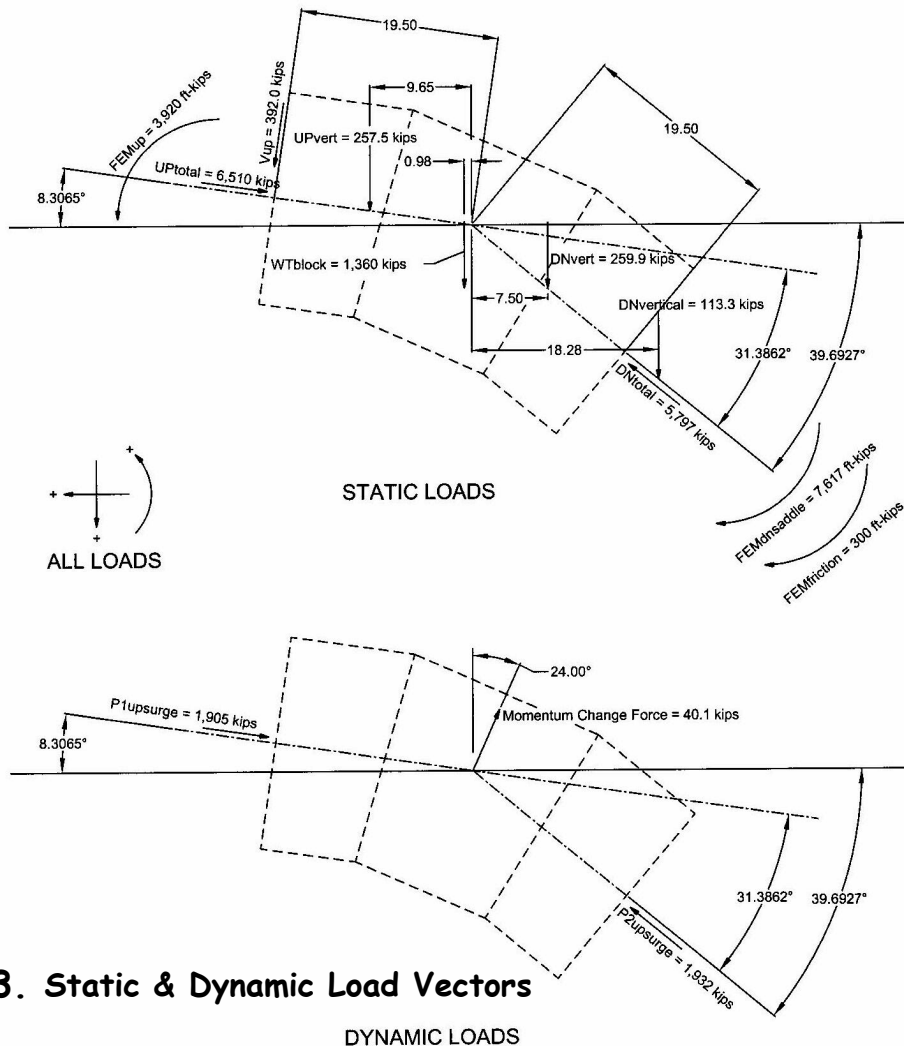 19.50
9.65
FEMup = 3,920 ft-kips
Vup = 392.0 kips
19.50
UPvert = 257.5 kips
0.98
UPtotal = 6,510 kips
8.3065°
WTblock = 1,360 kips
DNvert = 259.9 kips
7.50
DNvertical = 113.3 kips
18.28
31.3862°
39.6927°
DNtotal = 5,797 kips
+
+
+
ALL LOADS
STATIC LOADS
FEMdnsaddle = 7,617 ft-kips
FEMfriction = 300 ft-kips
24.00°
P1upsurge = 1,905 kips
Momentum Change Force = 40.1 kips
8.3065°
31.3862°
39.6927°
P2upsurge = 1,932 kips
3. Static & Dynamic Load Vectors
DYNAMIC LOADS